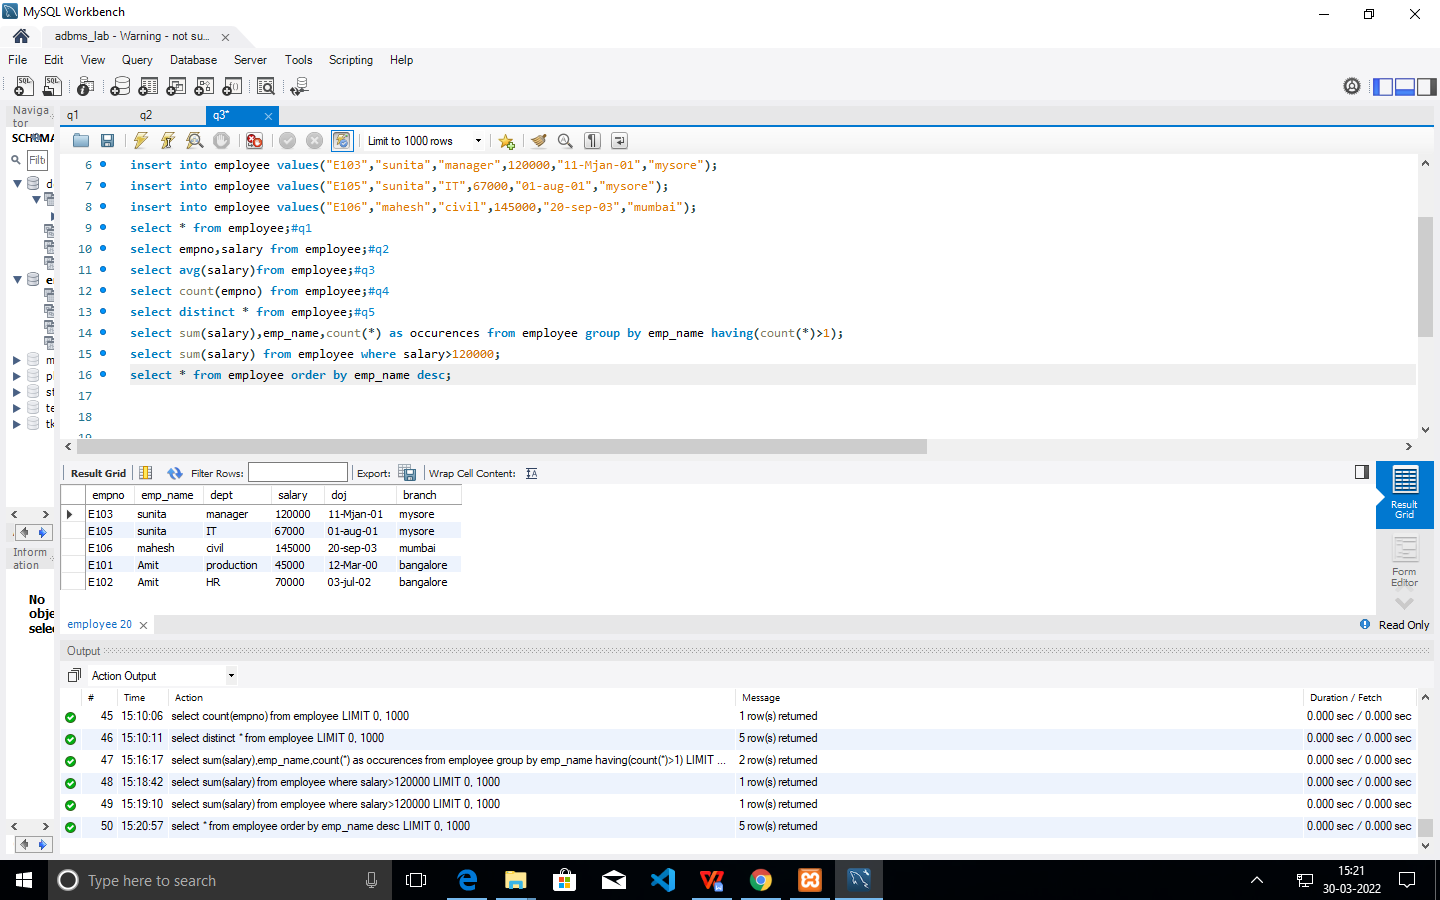 MySQL Workbench
adbms_lab - Warning - not su...
File Edit View Query Database Server Tools Scripting Help
Naviga
tor
SCHEMA
q1 q2 q3*
Limit to 1000 rows
6 insert into employee values("E103","sunita","manager",120000,"11-Mjan-01","mysore");
7 insert into employee values("E105","sunita","IT",67000,"01-aug-01","mysore");
8 insert into employee values("E106","mahesh","civil",145000,"20-sep-03","mumbai");
9 select * from employee;#q1
10 select empno,salary from employee;#q2
11 select avg(salary)from employee;#q3
12 select count(empno) from employee;#q4
13 select distinct * from employee;#q5
14 select sum(salary),emp_name,count(*) as occurences from employee group by emp_name having(count(*)>1);
15 select sum(salary) from employee where salary>120000;
16 select * from employee order by emp_name desc;
17
18
19
Filt
d
e
m
p
st
te
tk
Result Grid Filter Rows: Export: Wrap Cell Content:
empno emp_name dept salary doj branch
E103 sunita manager 120000 11-Mjan-01 mysore
E105 sunita IT 67000 01-aug-01 mysore
E106 mahesh civil 145000 20-sep-03 mumbai
E101 Amit production 45000 12-Mar-00 bangalore
E102 Amit HR 70000 03-jul-02 bangalore
Result
Grid
Form
Editor
Inform
ation
No
obje
sele
employee 20
Read Only
Output
Action Output
# Time Action Message Duration / Fetch
45 15:10:06 select count(empno) from employee LIMIT 0, 1000 1 row(s) returned 0.000 sec / 0.000 sec
46 15:10:11 select distinct * from employee LIMIT 0, 1000 5 row(s) returned 0.000 sec / 0.000 sec
47 15:16:17 select sum(salary),emp_name,count(*) as occurences from employee group by emp_name having(count(*)>1) LIMIT ... 2 row(s) returned 0.000 sec / 0.000 sec
48 15:18:42 select sum(salary) from employee where salary>120000 LIMIT 0, 1000 1 row(s) returned 0.000 sec / 0.000 sec
49 15:19:10 select sum(salary) from employee where salary>120000 LIMIT 0, 1000 1 row(s) returned 0.000 sec / 0.000 sec
50 15:20:57 select * from employee order by emp_name desc LIMIT 0, 1000 5 row(s) returned 0.000 sec / 0.000 sec
Type here to search
15:21
30-03-2022